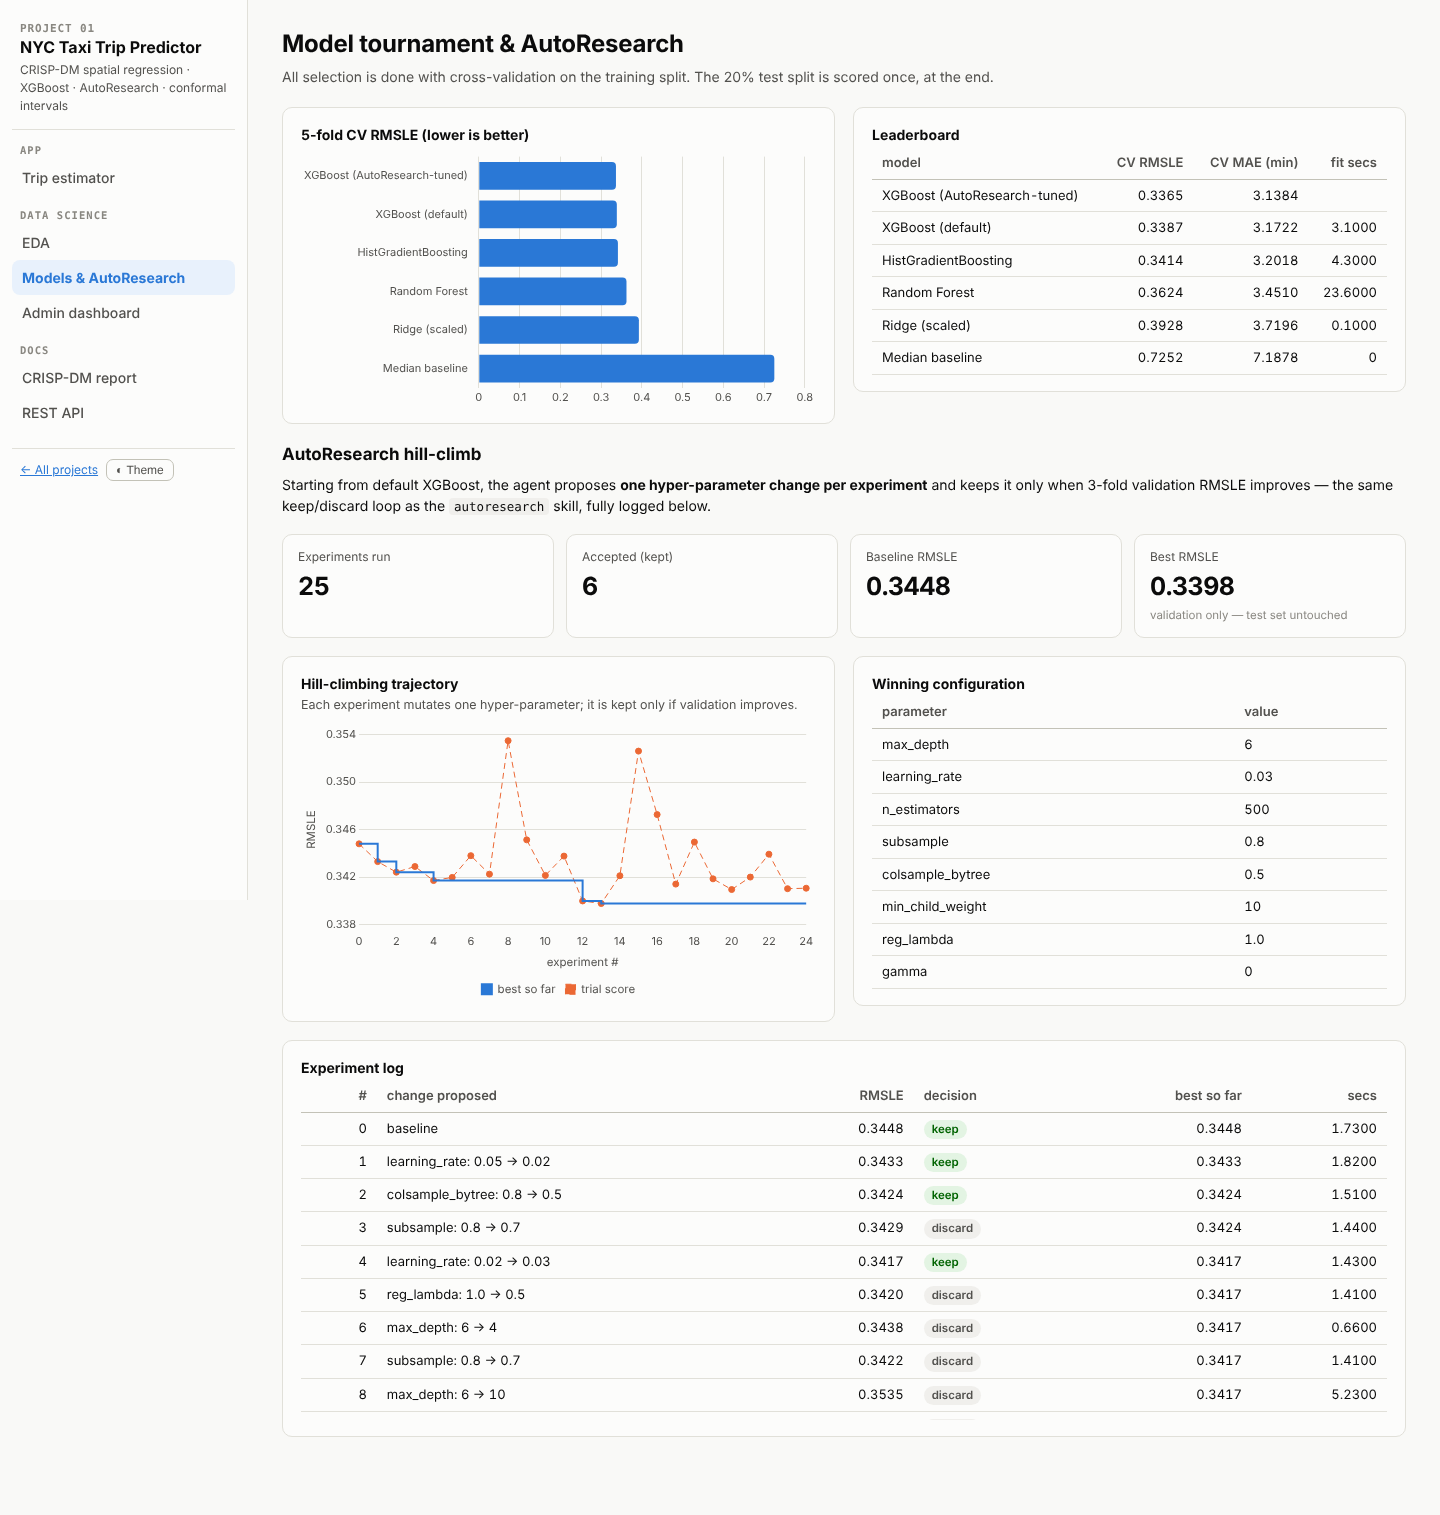 PROJECT 01
NYC Taxi Trip Predictor
CRISP-DM spatial regression ·
XGBoost · AutoResearch · conformal
intervals
APP
Trip estimator
DATA SCIENCE
EDA
Models & AutoResearch
Admin dashboard
DOCS
CRISP-DM report
REST API
← All projects
Theme
Model tournament & AutoResearch
All selection is done with cross-validation on the training split. The 20% test split is scored once, at the end.
5-fold CV RMSLE (lower is better)
XGBoost (AutoResearch-tuned)
XGBoost (default)
HistGradientBoosting
Random Forest
Ridge (scaled)
Median baseline
0 0.1 0.2 0.3 0.4 0.5 0.6 0.7 0.8
Leaderboard
model CV RMSLE CV MAE (min) fit secs
XGBoost (AutoResearch-tuned) 0.3365 3.1384
XGBoost (default) 0.3387 3.1722 3.1000
HistGradientBoosting 0.3414 3.2018 4.3000
Random Forest 0.3624 3.4510 23.6000
Ridge (scaled) 0.3928 3.7196 0.1000
Median baseline 0.7252 7.1878 0
AutoResearch hill-climb
Starting from default XGBoost, the agent proposes one hyper-parameter change per experiment and keeps it only when 3-fold validation RMSLE improves — the same
keep/discard loop as the autoresearch skill, fully logged below.
Experiments run
25
Accepted (kept)
6
Baseline RMSLE
0.3448
Best RMSLE
0.3398
validation only — test set untouched
Hill-climbing trajectory
Each experiment mutates one hyper-parameter; it is kept only if validation improves.
RMSLE
0.354
0.350
0.346
0.342
0.338
0 2 4 6 8 10 12 14 16 18 20 22 24
experiment #
best so far trial score
Winning configuration
parameter value
max_depth 6
learning_rate 0.03
n_estimators 500
subsample 0.8
colsample_bytree 0.5
min_child_weight 10
reg_lambda 1.0
gamma 0
Experiment log
# change proposed RMSLE decision best so far secs
0 baseline 0.3448 keep 0.3448 1.7300
1 learning_rate: 0.05 → 0.02 0.3433 keep 0.3433 1.8200
2 colsample_bytree: 0.8 → 0.5 0.3424 keep 0.3424 1.5100
3 subsample: 0.8 → 0.7 0.3429 discard 0.3424 1.4400
4 learning_rate: 0.02 → 0.03 0.3417 keep 0.3417 1.4300
5 reg_lambda: 1.0 → 0.5 0.3420 discard 0.3417 1.4100
6 max_depth: 6 → 4 0.3438 discard 0.3417 0.6600
7 subsample: 0.8 → 0.7 0.3422 discard 0.3417 1.4100
8 max_depth: 6 → 10 0.3535 discard 0.3417 5.2300